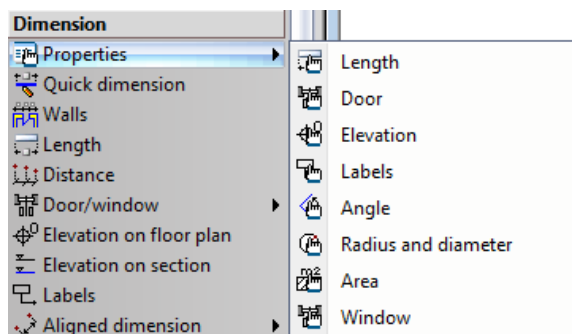 Dimension
Properties
Quick dimension
Walls
Length
Distance
Door/window
Elevation on floor plan
Elevation on section
Labels
Aligned dimension
Length
Door
Elevation
Labels
Angle
Radius and diameter
Area
Window